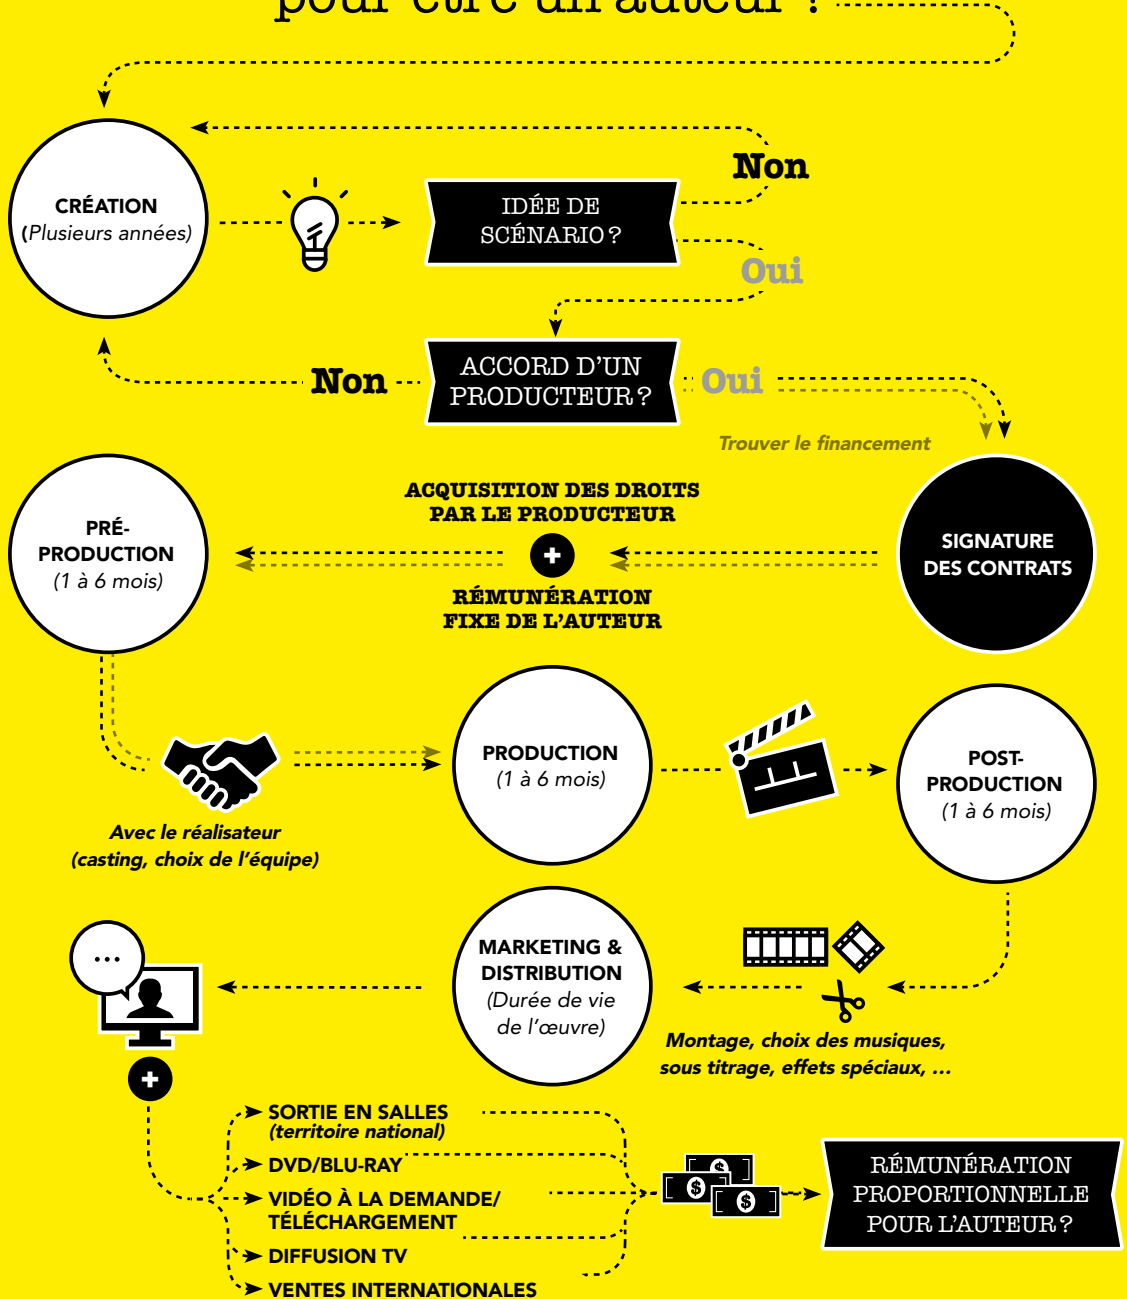 pour être un auteur ?
Non
CRÉATION
(Plusieurs années)
IDÉE DE
SCÉNARIO ?
Oui
Non
ACCORD D'UN
PRODUCTEUR ?
Oui
Trouver le financement
ACQUISITION DES DROITS
PAR LE PRODUCTEUR
PRÉ-
PRODUCTION
(1 à 6 mois)
+
SIGNATURE
DES CONTRATS
RÉMUNÉRATION
FIXE DE L'AUTEUR
PRODUCTION
(1 à 6 mois)
POST-
PRODUCTION
(1 à 6 mois)
Avec le réalisateur
(casting, choix de l'équipe)
...
MARKETING &
DISTRIBUTION
(Durée de vie
de l'œuvre)
Montage, choix des musiques,
sous titrage, effets spéciaux, ...
+
SORTIE EN SALLES
(territoire national)
DVD/BLU-RAY
VIDÉO À LA DEMANDE/
TÉLÉCHARGEMENT
DIFFUSION TV
VENTES INTERNATIONALES
$
$
$
RÉMUNÉRATION
PROPORTIONNELLE
POUR L'AUTEUR ?